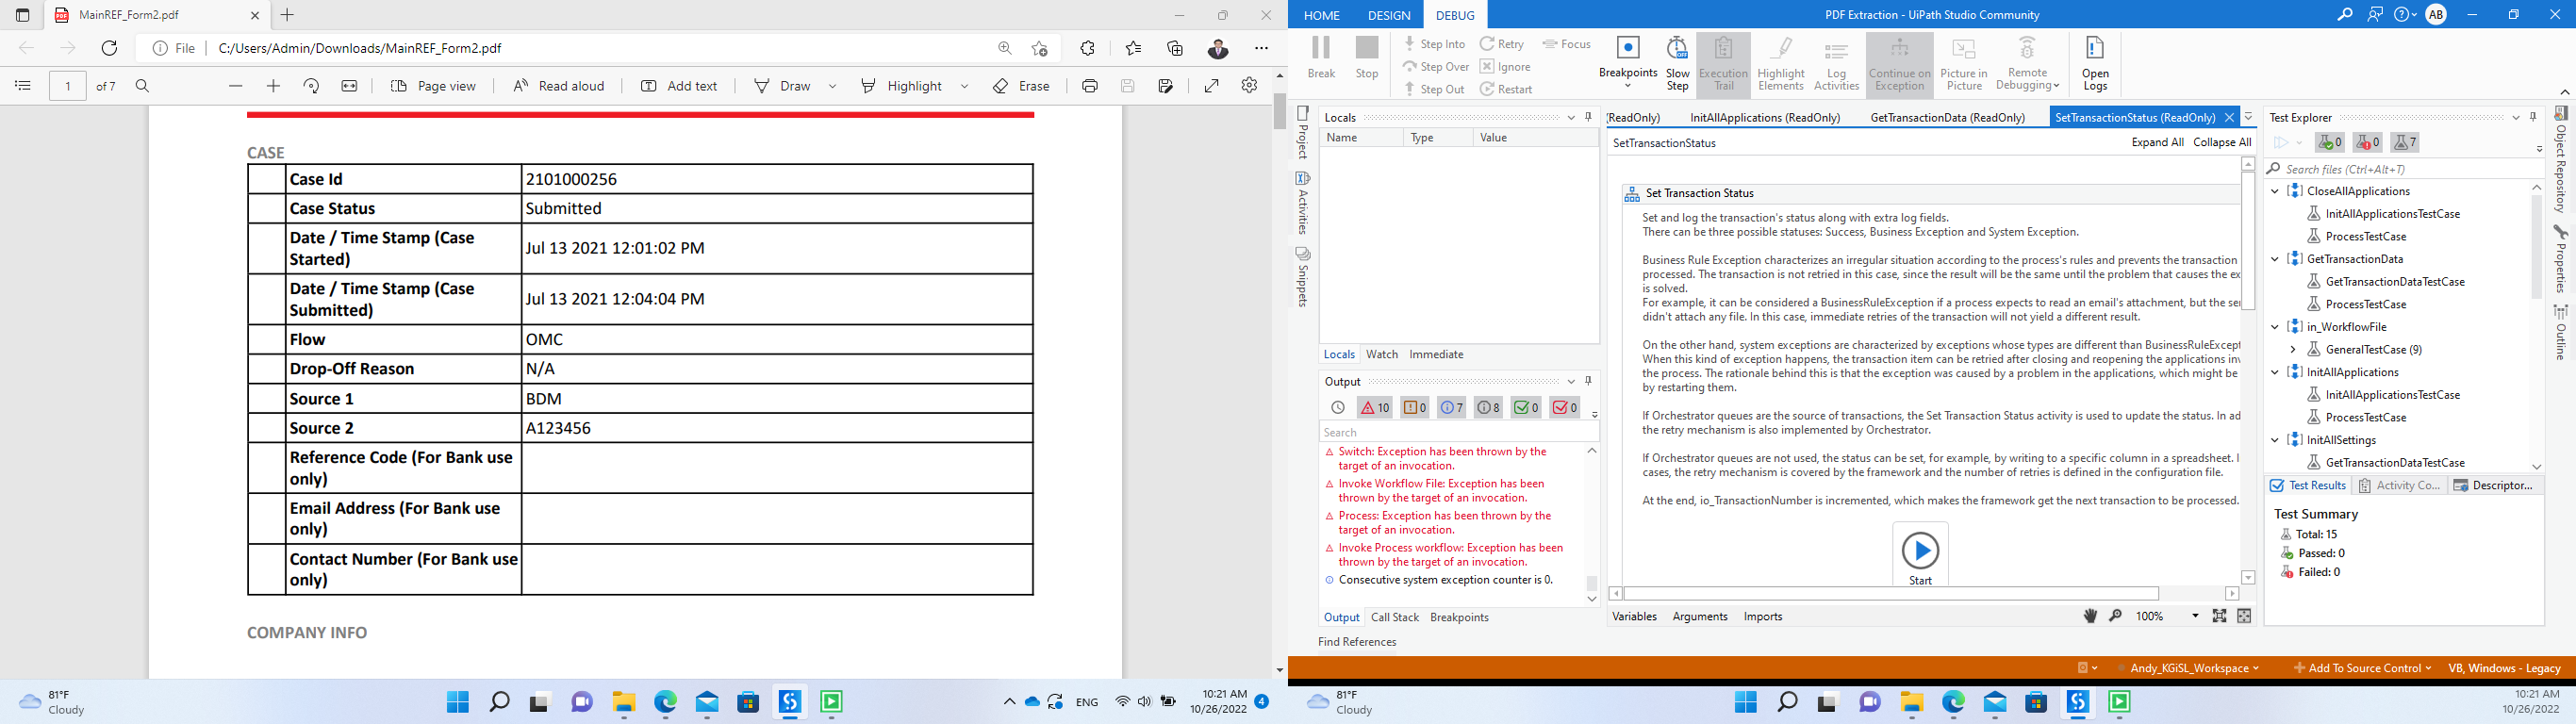 MainREF_Form2.pdf
File
C:/Users/Admin/Downloads/MainREF_Form2.pdf
1 of 7
Page view
Read aloud
Add text
Draw
Highlight
Erase
CASE
Case Id 2101000256
Case Status Submitted
Date / Time Stamp (Case
Started) Jul 13 2021 12:01:02 PM
Date / Time Stamp (Case
Submitted) Jul 13 2021 12:04:04 PM
Flow OMC
Drop-Off Reason N/A
Source 1 BDM
Source 2 A123456
Reference Code (For Bank use
only)
Email Address (For Bank use
only)
Contact Number (For Bank use
only)
COMPANY INFO
81°F
Cloudy
ENG
10:21 AM
10/26/2022
4
HOME DESIGN DEBUG
PDF Extraction - UiPath Studio Community
AB
Break
Stop
Step Into
Step Over
Step Out
Retry
Ignore
Restart
Focus
Breakpoints
Slow
Step
Execution
Trail
Highlight
Elements
Log
Activities
Continue on
Exception
Picture in
Picture
Remote
Debugging
Open
Logs
Project
Activities
Snippets
Locals
Name Type Value
Locals Watch Immediate
Output
10 0 7 8 0 0
Search
Switch: Exception has been thrown by the
target of an invocation.
Invoke Workflow File: Exception has been
thrown by the target of an invocation.
Process: Exception has been thrown by the
target of an invocation.
Invoke Process workflow: Exception has been
thrown by the target of an invocation.
Consecutive system exception counter is 0.
Output Call Stack Breakpoints
Find References
(ReadOnly) InitAllApplications (ReadOnly) GetTransactionData (ReadOnly) SetTransactionStatus (ReadOnly)
SetTransactionStatus
Expand All Collapse All
Set Transaction Status
Set and log the transaction's status along with extra log fields.
There can be three possible statuses: Success, Business Exception and System Exception.
Business Rule Exception characterizes an irregular situation according to the process's rules and prevents the transaction
processed. The transaction is not retried in this case, since the result will be the same until the problem that causes the ex
is solved.
For example, it can be considered a BusinessRuleException if a process expects to read an email's attachment, but the se
didn't attach any file. In this case, immediate retries of the transaction will not yield a different result.
On the other hand, system exceptions are characterized by exceptions whose types are different than BusinessRuleExcept
When this kind of exception happens, the transaction item can be retried after closing and reopening the applications inv
the process. The rationale behind this is that the exception was caused by a problem in the applications, which might be
by restarting them.
If Orchestrator queues are the source of transactions, the Set Transaction Status activity is used to update the status. In ad
the retry mechanism is also implemented by Orchestrator.
If Orchestrator queues are not used, the status can be set, for example, by writing to a specific column in a spreadsheet. I
cases, the retry mechanism is covered by the framework and the number of retries is defined in the configuration file.
At the end, io_TransactionNumber is incremented, which makes the framework get the next transaction to be processed.
Start
Variables Arguments Imports
100%
Test Explorer
0 0 7
Search files (Ctrl+Alt+T)
CloseAllApplications
InitAllApplicationsTestCase
ProcessTestCase
GetTransactionData
GetTransactionDataTestCase
ProcessTestCase
in_WorkflowFile
GeneralTestCase (9)
InitAllApplications
InitAllApplicationsTestCase
ProcessTestCase
InitAllSettings
GetTransactionDataTestCase
Test Results Activity Co... Descriptor...
Test Summary
Total: 15
Passed: 0
Failed: 0
Object Repository
Properties
Outline
Andy_KGiSL_Workspace
Add To Source Control
VB, Windows - Legacy
81°F
Cloudy
10:21 AM
10/26/2022